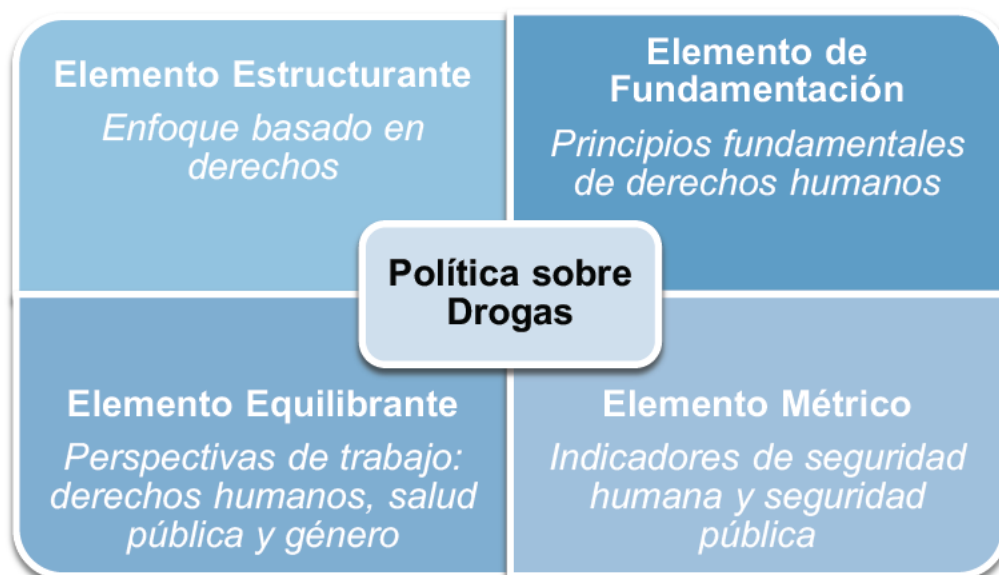 Elemento Estructurante
Enfoque basado en
derechos
Elemento de
Fundamentación
Principios fundamentales
de derechos humanos
Política sobre
Drogas
Elemento Equilibrante
Perspectivas de trabajo:
derechos humanos, salud
pública y género
Elemento Métrico
Indicadores de seguridad
humana y seguridad
pública